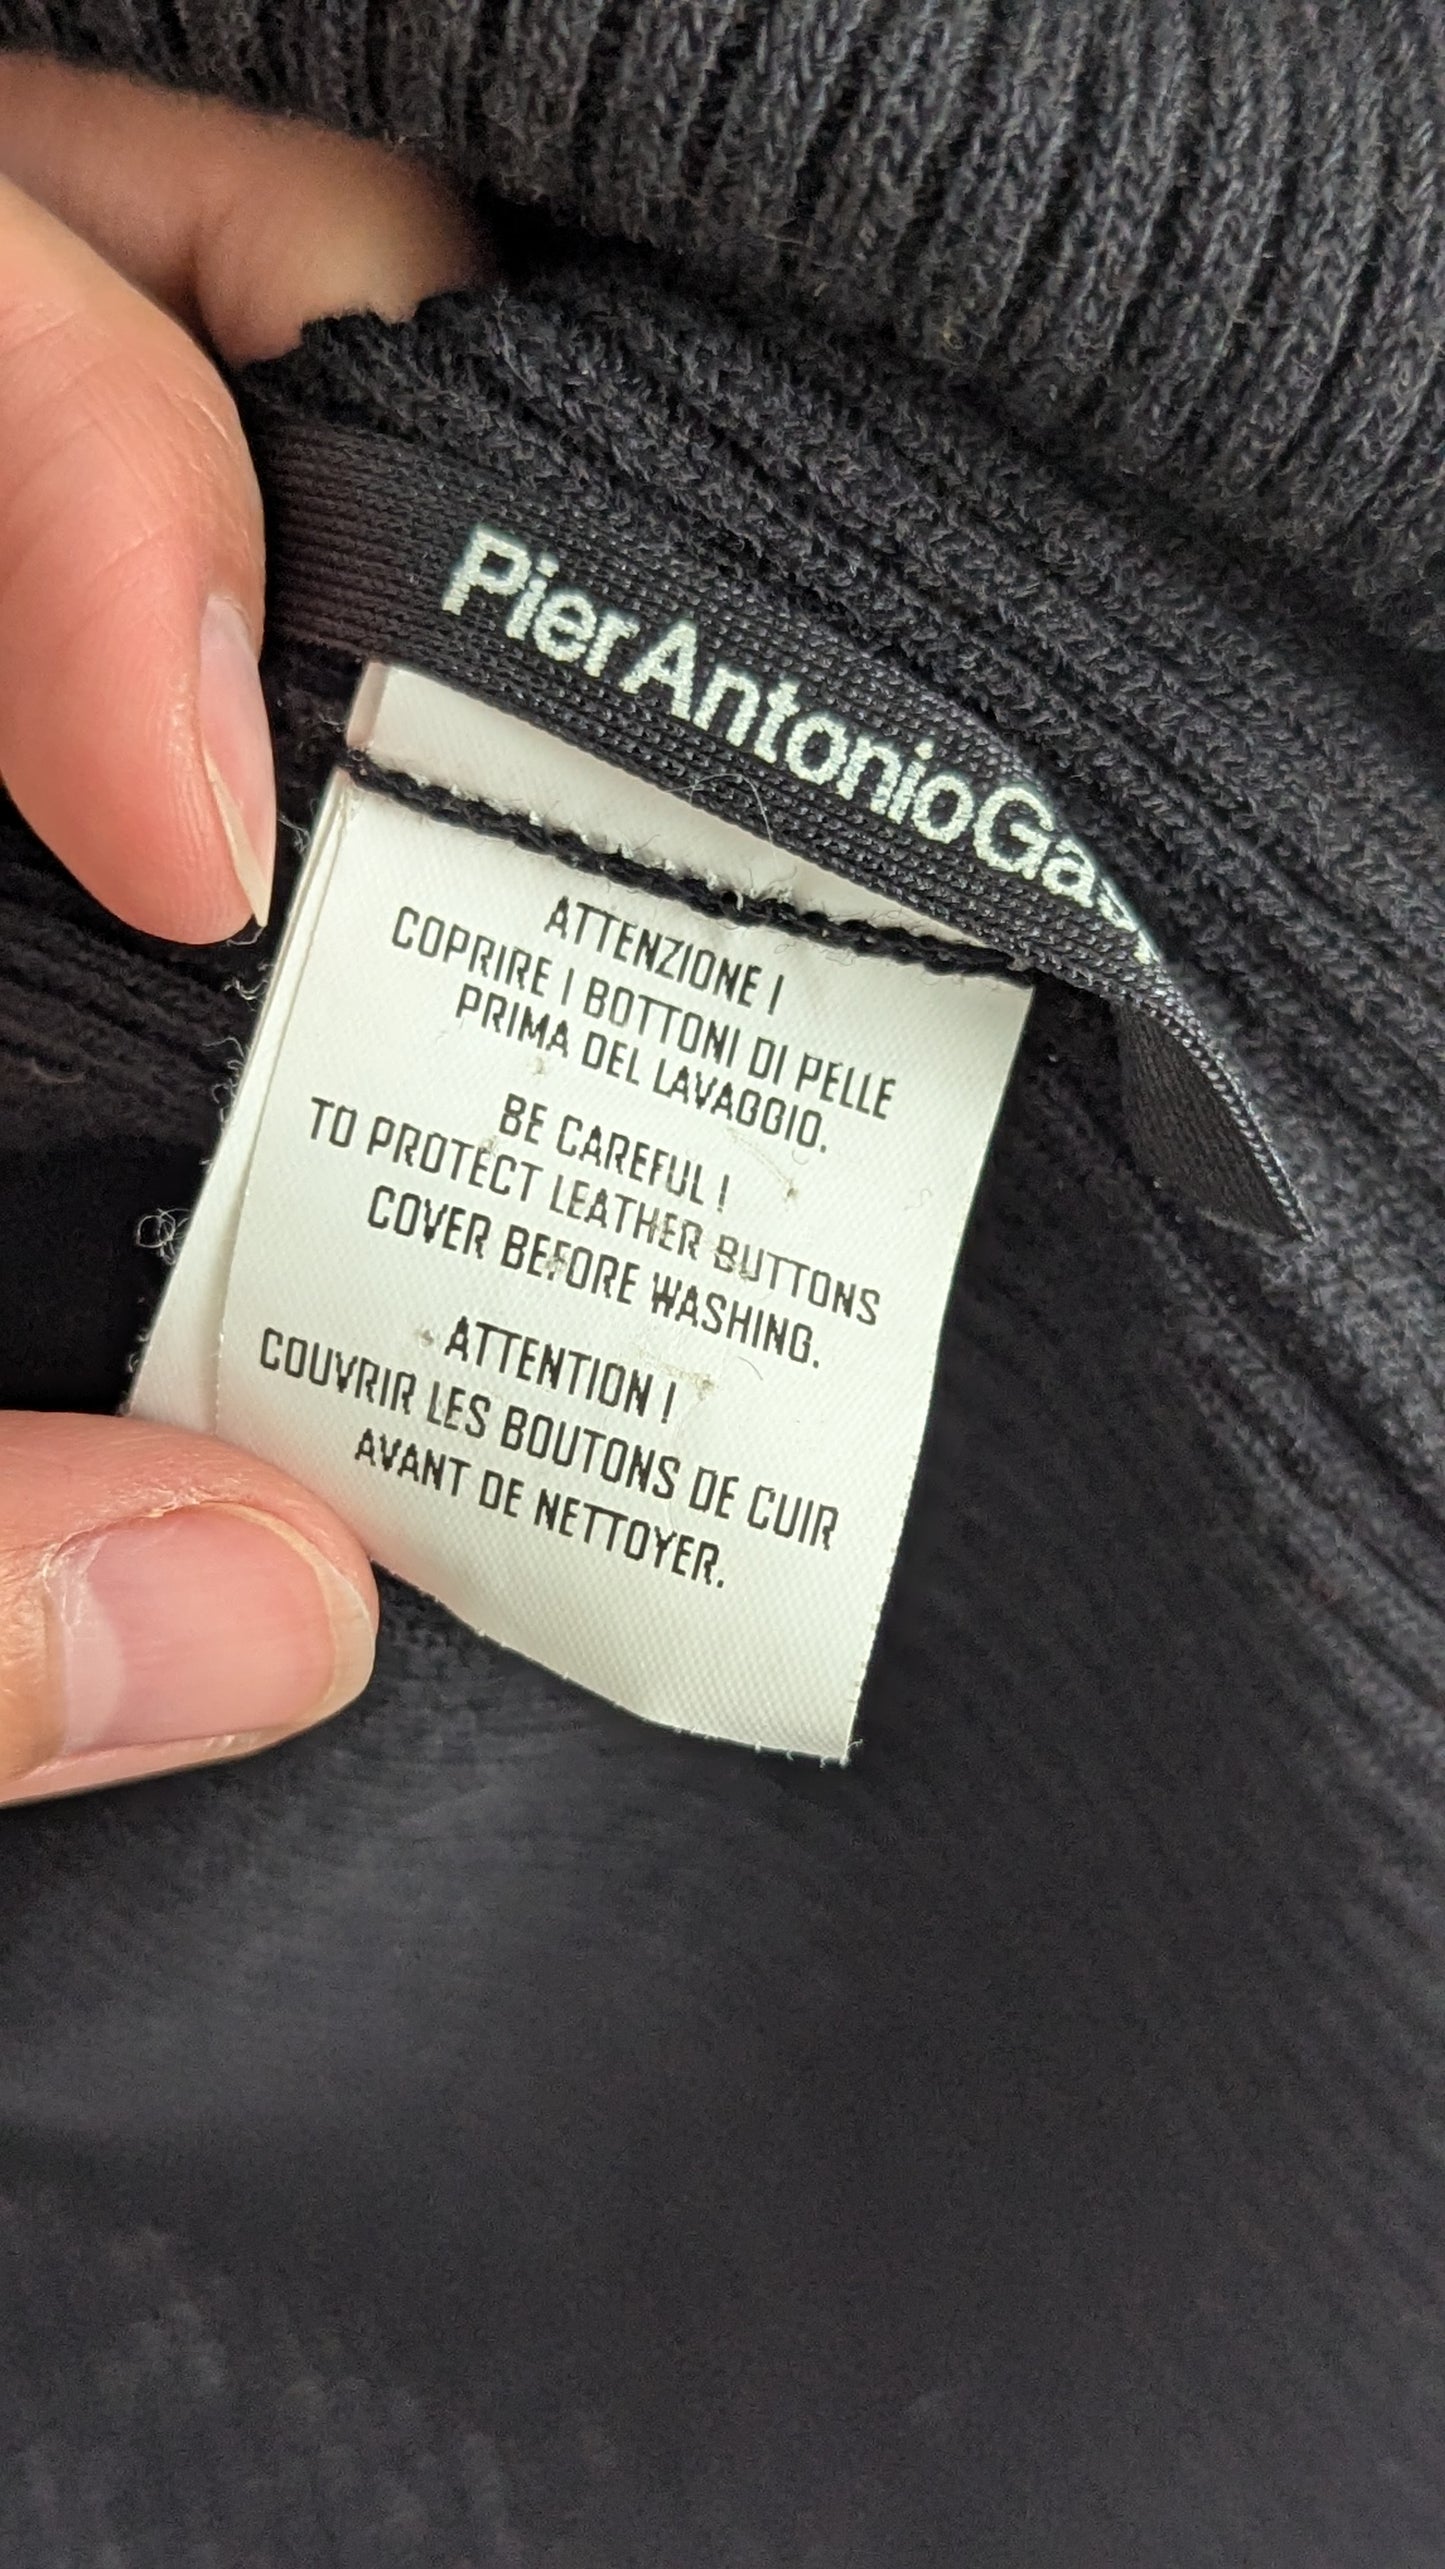 PierAntonioGas
ATTENZIONE !
COPRIRE I BOTTONI DI PELLE
PRIMA DEL LAVAGGIO.
BE CAREFUL !
TO PROTECT LEATHER BUTTONS
COVER BEFORE WASHING.
ATTENTION !
COUVRIR LES BOUTONS DE CUIR
AVANT DE NETTOYER.